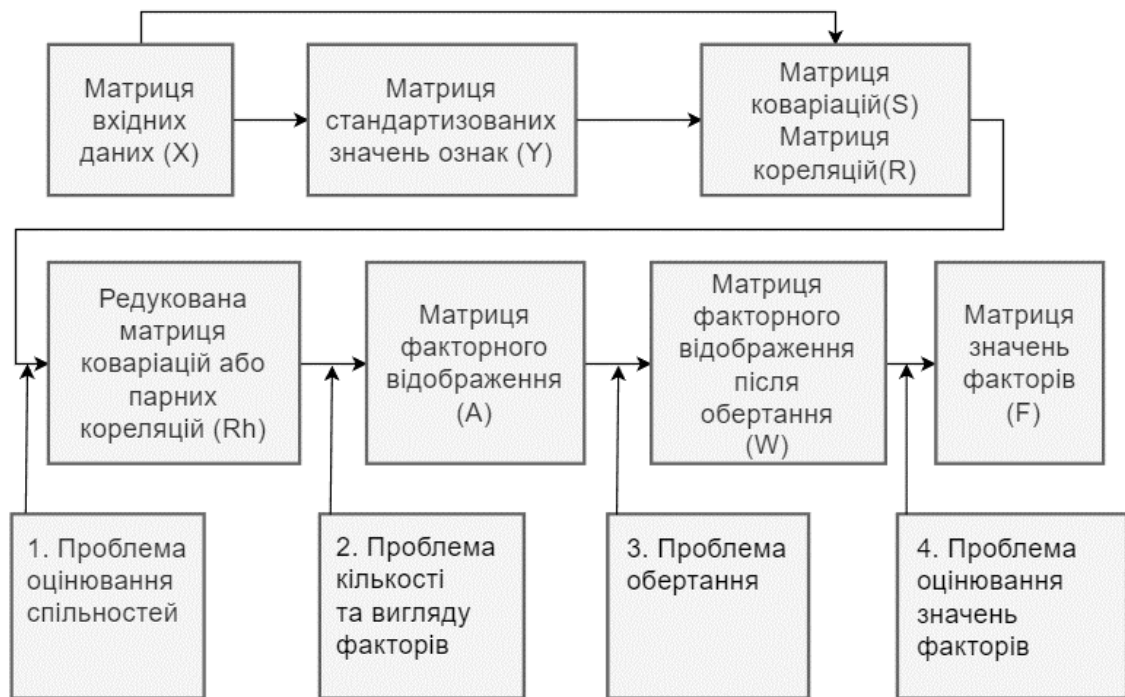 Матриця
вхідних
даних (X)
Матриця
стандартизованих
значень ознак (Y)
Матриця
коваріацій(S)
Матриця
кореляцій(R)
Редукована
матриця
коваріацій або
парних
кореляцій (Rh)
Матриця
факторного
відображення
(A)
Матриця
факторного
відображення
після
обертання
(W)
Матриця
значень
факторів
(F)
1. Проблема
оцінювання
спільностей
2. Проблема
кількості
та вигляду
факторів
3. Проблема
обертання
4. Проблема
оцінювання
значень
факторів